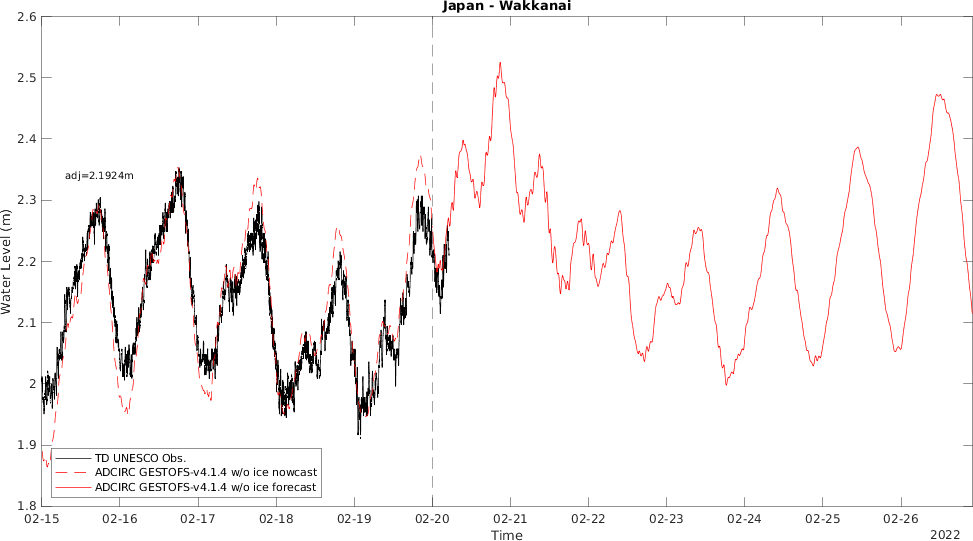 Japan - Wakkanai
2.6
2.5
2.4
2.3
2.2
2.1
2
1.9
1.8
Water Level (m)
adj=2.1924m
TD UNESCO Obs.
ADCIRC GESTOFS-v4.1.4 w/o ice nowcast
ADCIRC GESTOFS-v4.1.4 w/o ice forecast
02-15 02-16 02-17 02-18 02-19 02-20 02-21 02-22 02-23 02-24 02-25 02-26
Time
2022